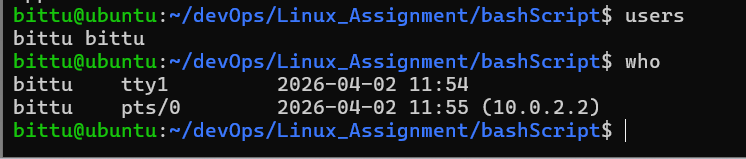 bittu@ubuntu:~/devOps/Linux_Assignment/bashScript$ users
bittu bittu
bittu@ubuntu:~/devOps/Linux_Assignment/bashScript$ who
bittu    tty1         2026-04-02 11:54
bittu    pts/0        2026-04-02 11:55 (10.0.2.2)
bittu@ubuntu:~/devOps/Linux_Assignment/bashScript$